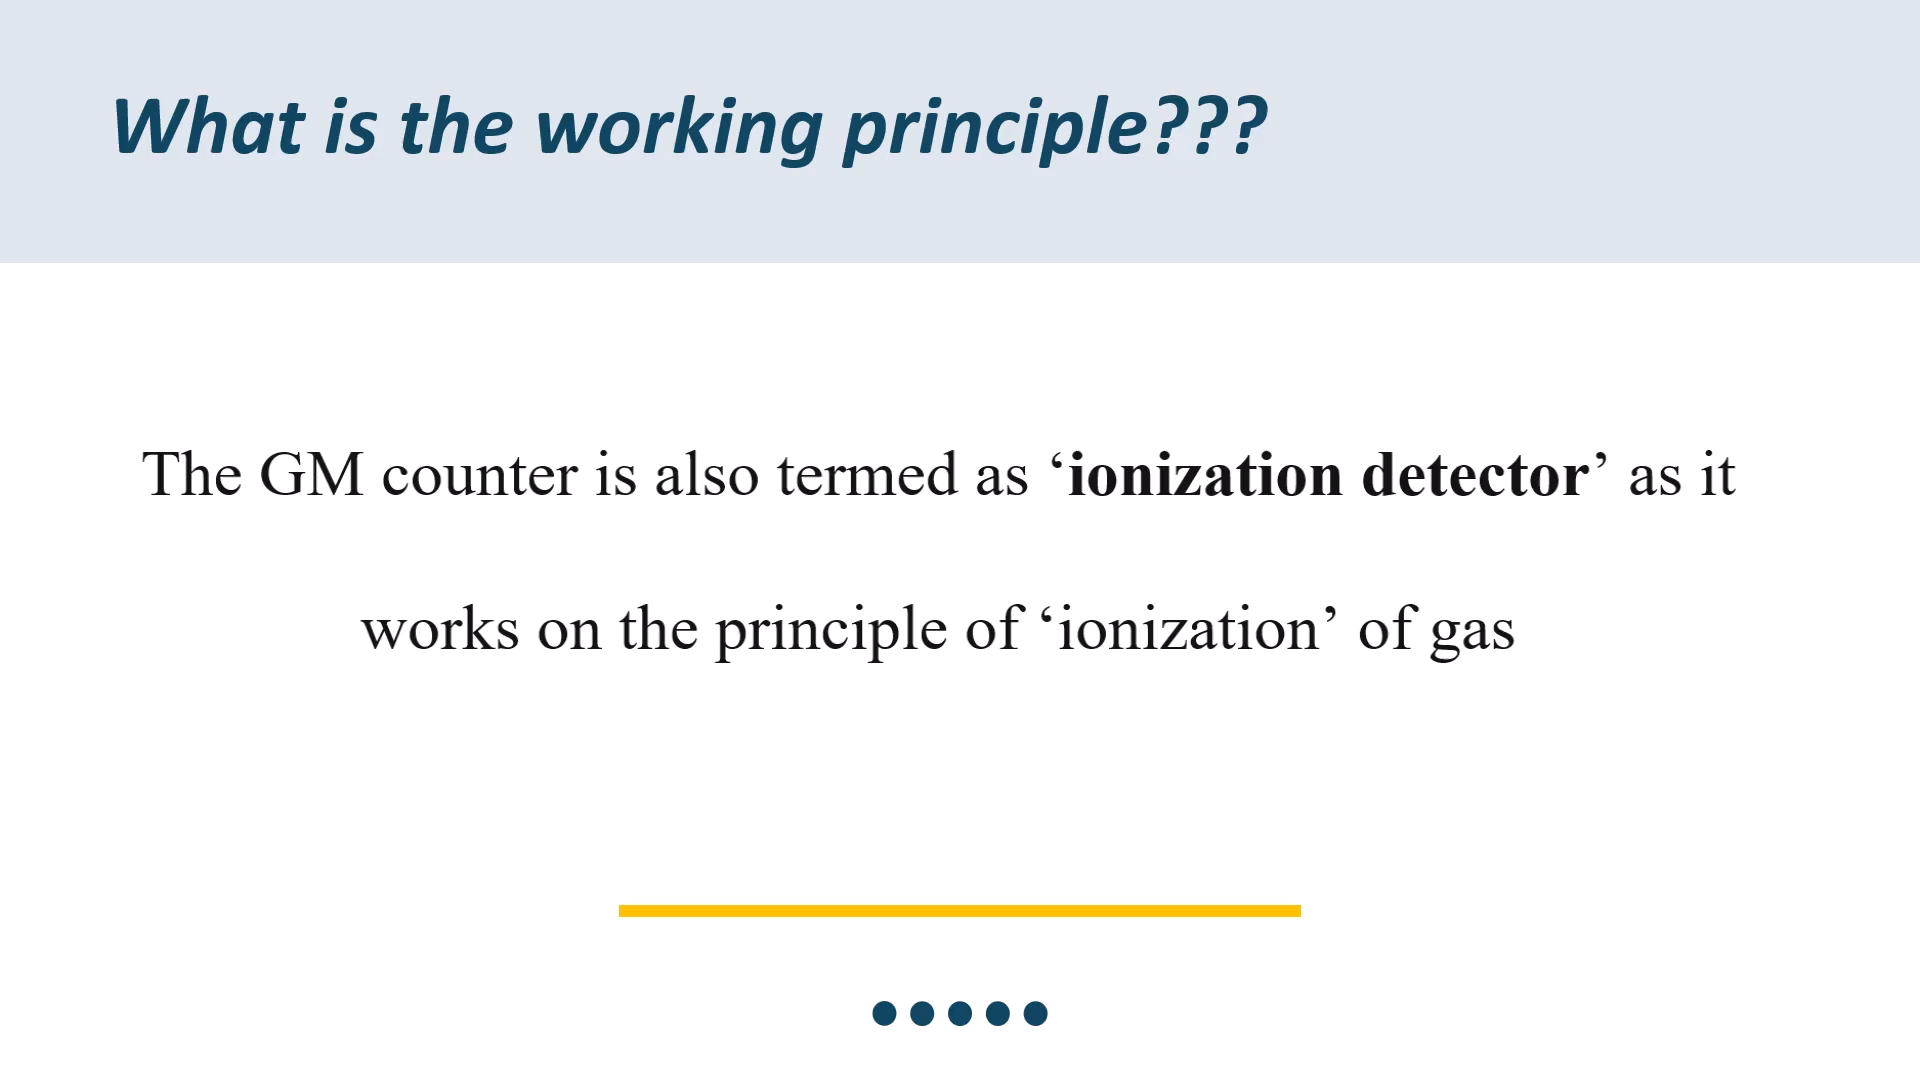 What is the working principle???
The GM counter is also termed as ‘ionization detector’ as it
works on the principle of ‘ionization’ of gas